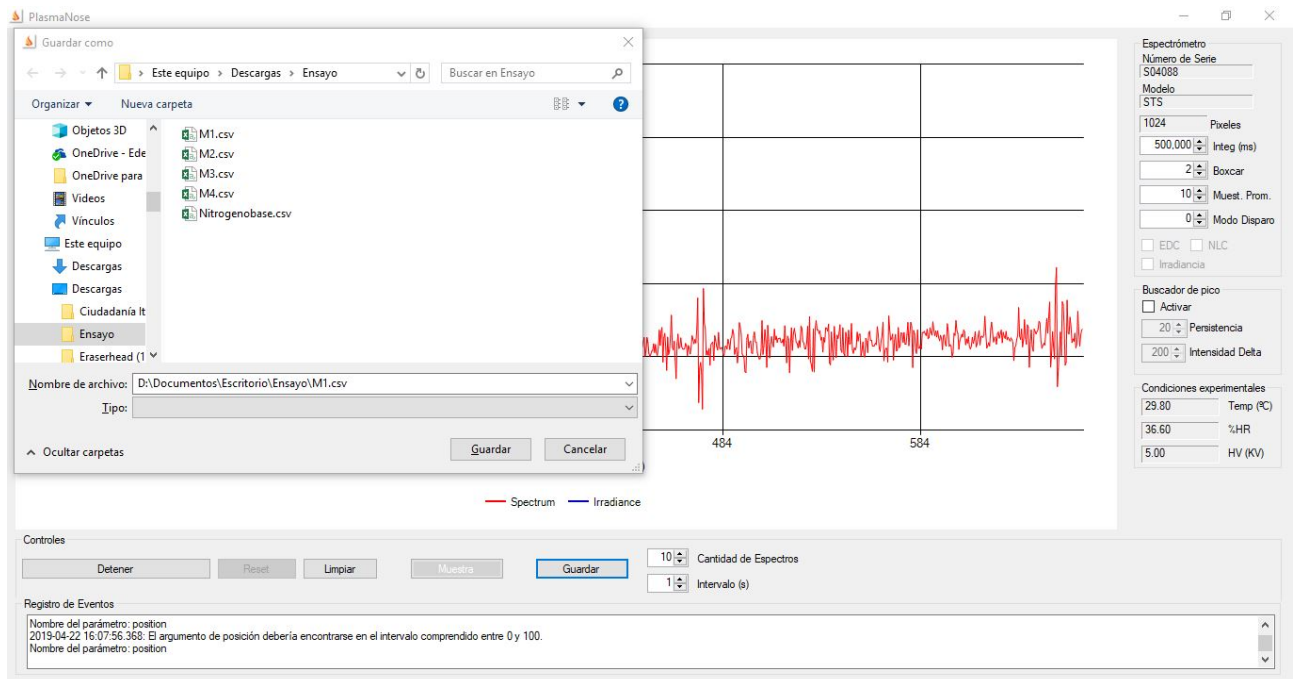 PlasmaNose
Guardar como
Este equipo > Descargas > Ensayo
Buscar en Ensayo
Organizar
Nueva carpeta
Objetos 3D
OneDrive - Ede
OneDrive para
Videos
Vínculos
Este equipo
Descargas
Descargas
Ciudadanía It
Ensayo
Eraserhead (1
M1.csv
M2.csv
M3.csv
M4.csv
Nitrogenobase.csv
Nombre de archivo: D:\Documentos\Escritorio\Ensayo\M1.csv
Tipo:
Ocultar carpetas
Guardar
Cancelar
484
584
)
Spectrum
Irradiance
Espectrómetro
Número de Serie
S04088
Modelo
STS
1024 Pixeles
500,000 Integ (ms)
2 Boxcar
10 Muest. Prom.
0 Modo Disparo
EDC NLC
Irradiancia
Buscador de pico
Activar
20 Persistencia
200 Intensidad Delta
Condiciones experimentales
29.80 Temp (ºC)
36.60 %HR
5.00 HV (KV)
Controles
Detener
Reset
Limpiar
Muestra
Guardar
10 Cantidad de Espectros
1 Intervalo (s)
Registro de Eventos
Nombre del parámetro: position
2019-04-22 16:07:56.368: El argumento de posición debería encontrarse en el intervalo comprendido entre 0 y 100.
Nombre del parámetro: position